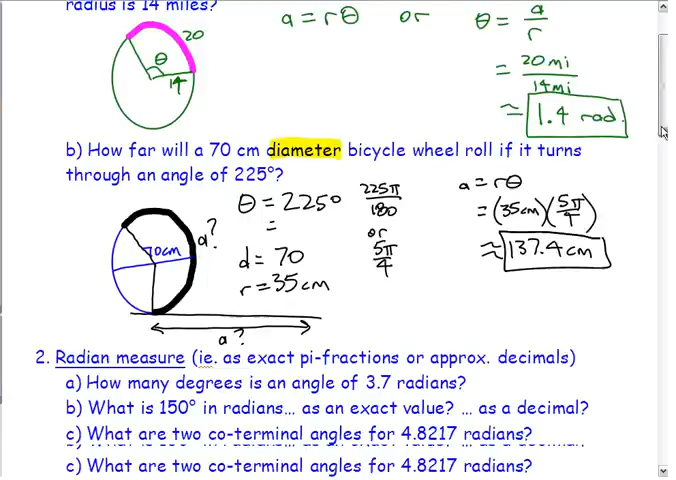 radius is 14 miles?
a = rθ or θ = a/r
= 20mi/14mi
≈ 1.4 rad.
20
θ
14
b) How far will a 70 cm diameter bicycle wheel roll if it turns
through an angle of 225°?
θ = 225° 225π/180
=
or
5π/4
d = 70
r = 35cm
a = rθ
= (35cm)(5π/4)
≈ 137.4cm
70cm
a?
a?
2. Radian measure (ie. as exact pi-fractions or approx. decimals)
a) How many degrees is an angle of 3.7 radians?
b) What is 150° in radians... as an exact value? ... as a decimal?
c) What are two co-terminal angles for 4.8217 radians?
c) What are two co-terminal angles for 4.8217 radians?